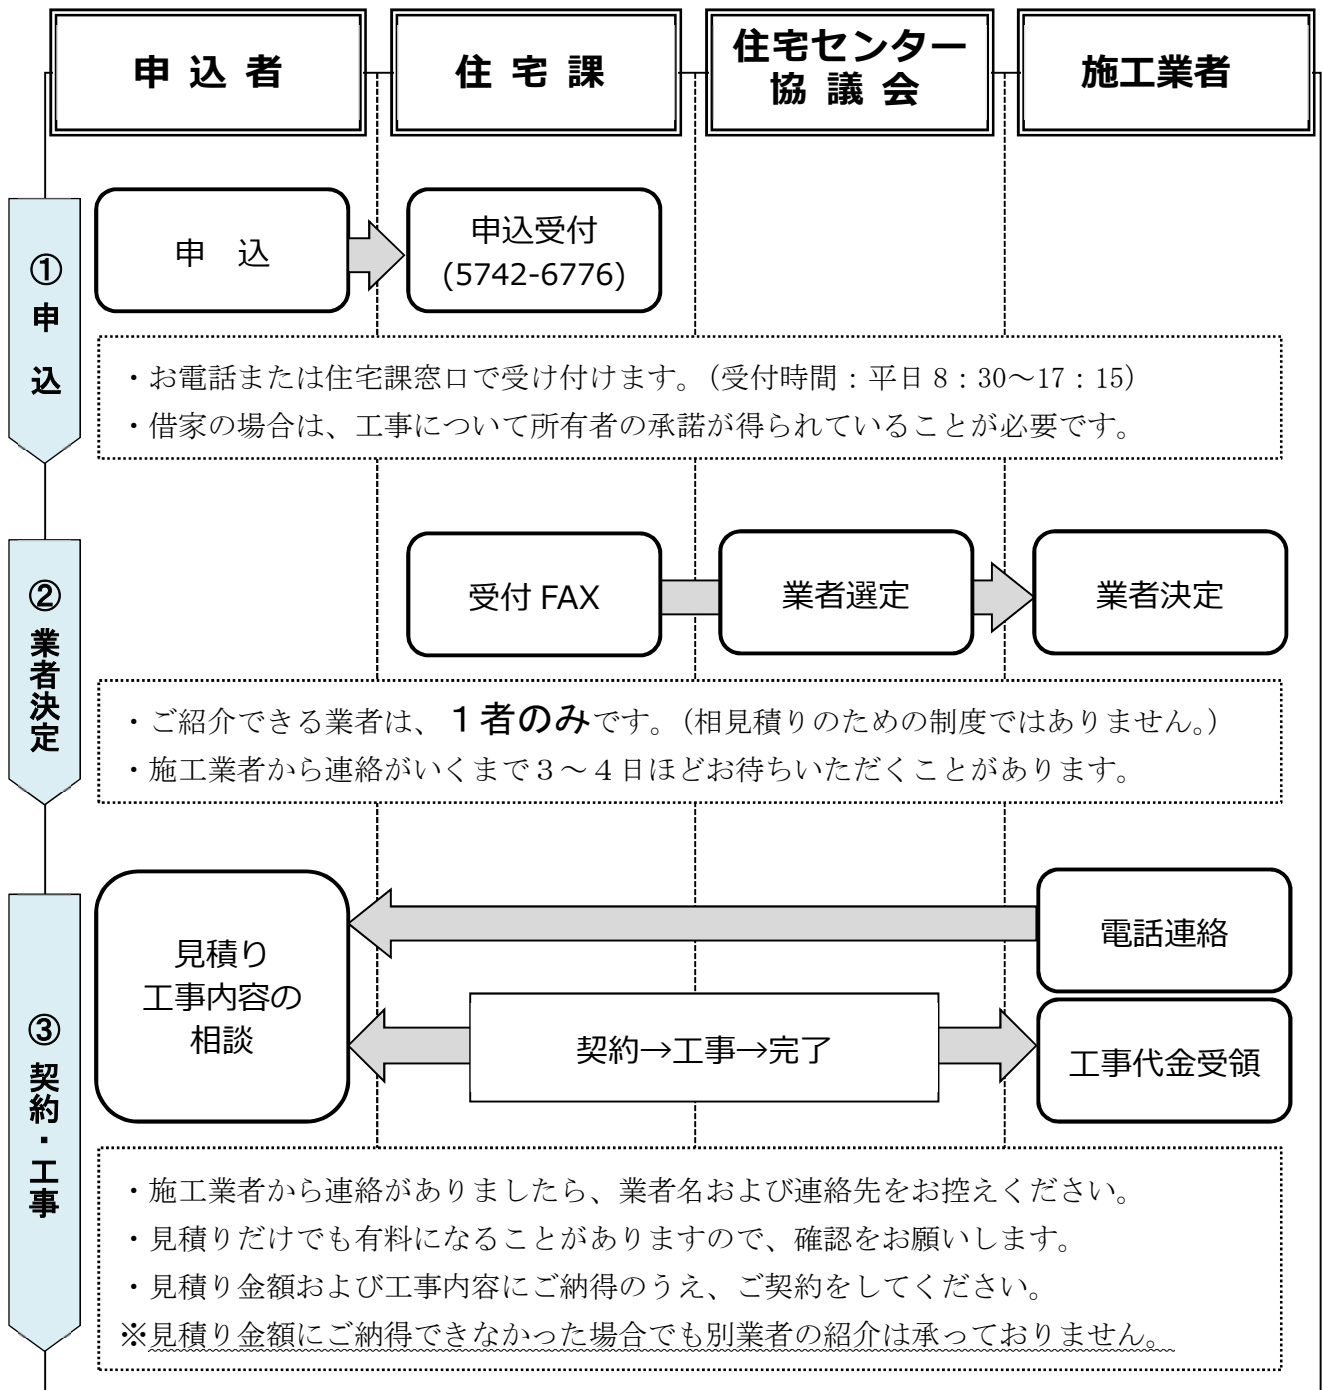 申 込 者
住 宅 課
住宅センター
協 議 会
施工業者
①申 込
申 込
申込受付
(5742-6776)
・お電話または住宅課窓口で受け付けます。（受付時間：平日 8：30～17：15）
・借家の場合は、工事について所有者の承諾が得られていることが必要です。
②業者決定
受付 FAX
業者選定
業者決定
・ご紹介できる業者は、１者のみです。（相見積りのための制度ではありません。）
・施工業者から連絡がいくまで３～４日ほどお待ちいただくことがあります。
③契約・工事
見積り
工事内容の
相談
電話連絡
契約→工事→完了
工事代金受領
・施工業者から連絡がありましたら、業者名および連絡先をお控えください。
・見積りだけでも有料になることがありますので、確認をお願いします。
・見積り金額および工事内容にご納得のうえ、ご契約をしてください。
※見積り金額にご納得できなかった場合でも別業者の紹介は承っておりません。